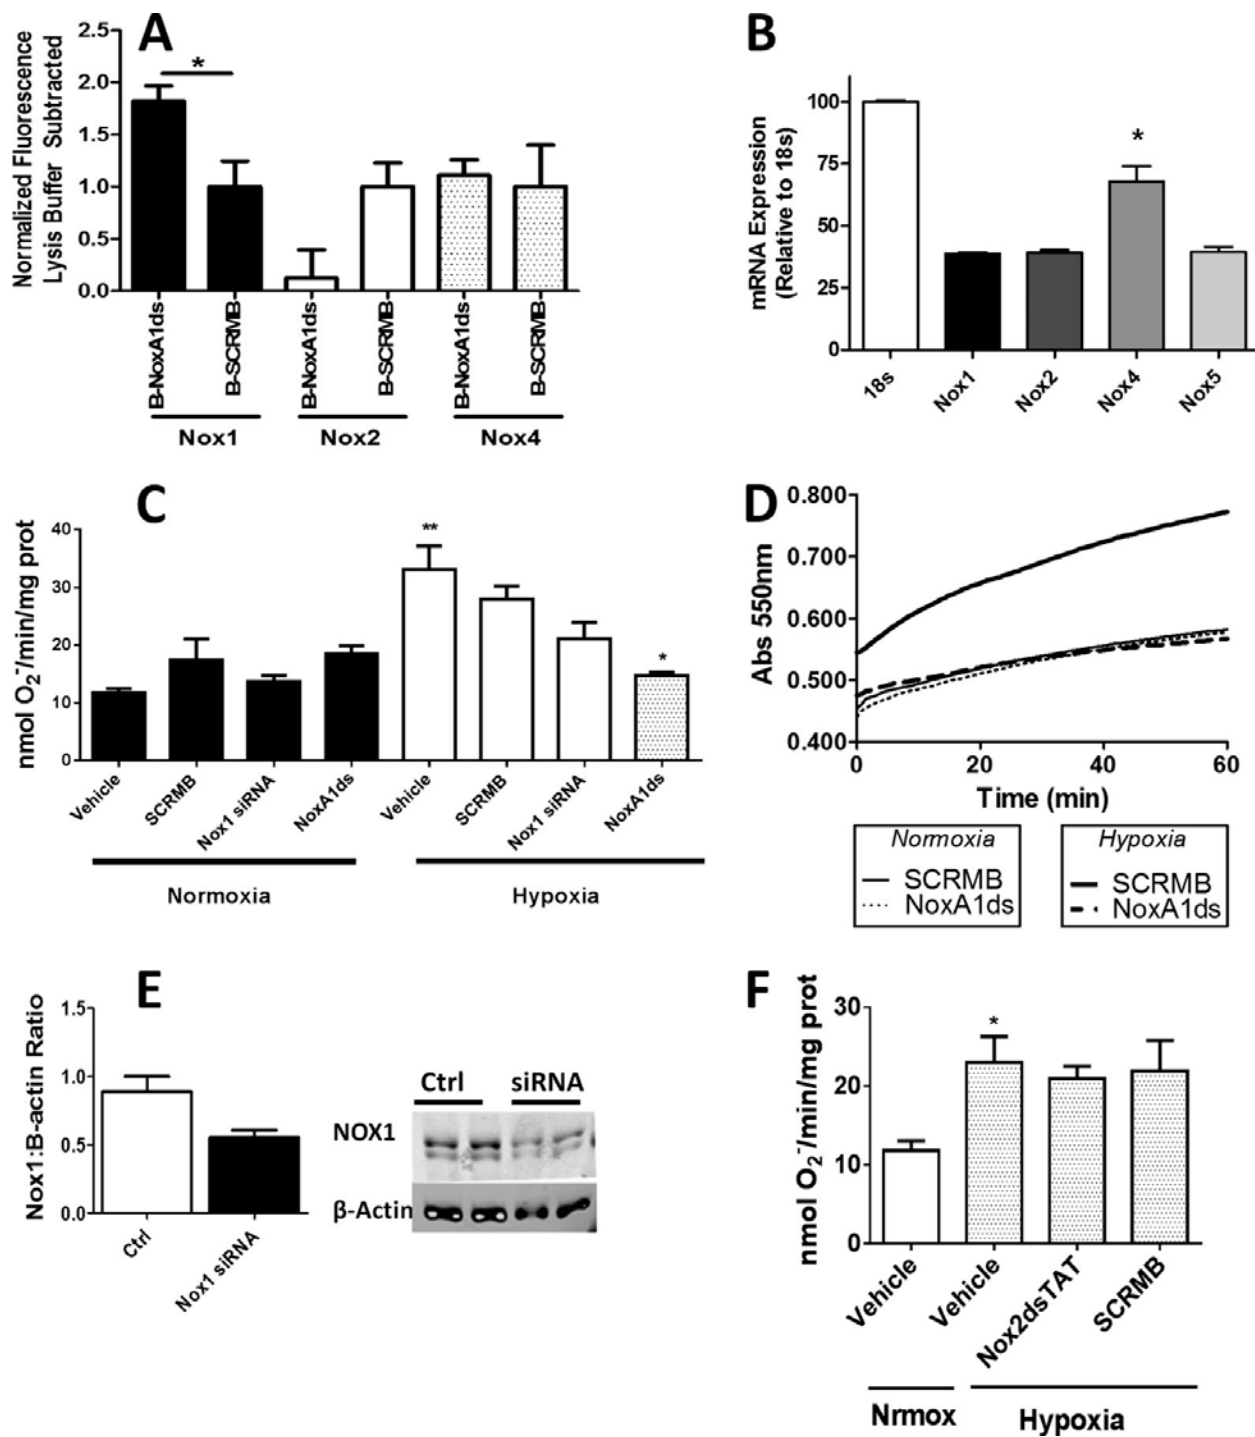 A
Normalized Fluorescence
Lysis Buffer Subtracted
2.5
2.0
1.5
1.0
0.5
0.0
*
B-NoxA1ds
B-SCRMB
B-NoxA1ds
B-SCRMB
B-NoxA1ds
B-SCRMB
Nox1
Nox2
Nox4
B
mRNA Expression
(Relative to 18s)
100
75
50
25
0
*
18s
Nox1
Nox2
Nox4
Nox5
C
nmol O₂⁻/min/mg prot
40
30
20
10
0
**
*
Vehicle
SCRMB
Nox1 siRNA
NoxA1ds
Vehicle
SCRMB
Nox1 siRNA
NoxA1ds
Normoxia
Hypoxia
D
Abs 550nm
0.800
0.700
0.600
0.500
0.400
0 20 40 60
Time (min)
Normoxia
SCRMB
NoxA1ds
Hypoxia
SCRMB
NoxA1ds
E
Nox1:B-actin Ratio
1.5
1.0
0.5
0.0
Ctrl
Nox1 siRNA
Ctrl siRNA
NOX1
β-Actin
F
nmol O₂⁻/min/mg prot
30
20
10
0
*
Vehicle
Vehicle
Nox2dsTAT
SCRMB
Nrmox
Hypoxia